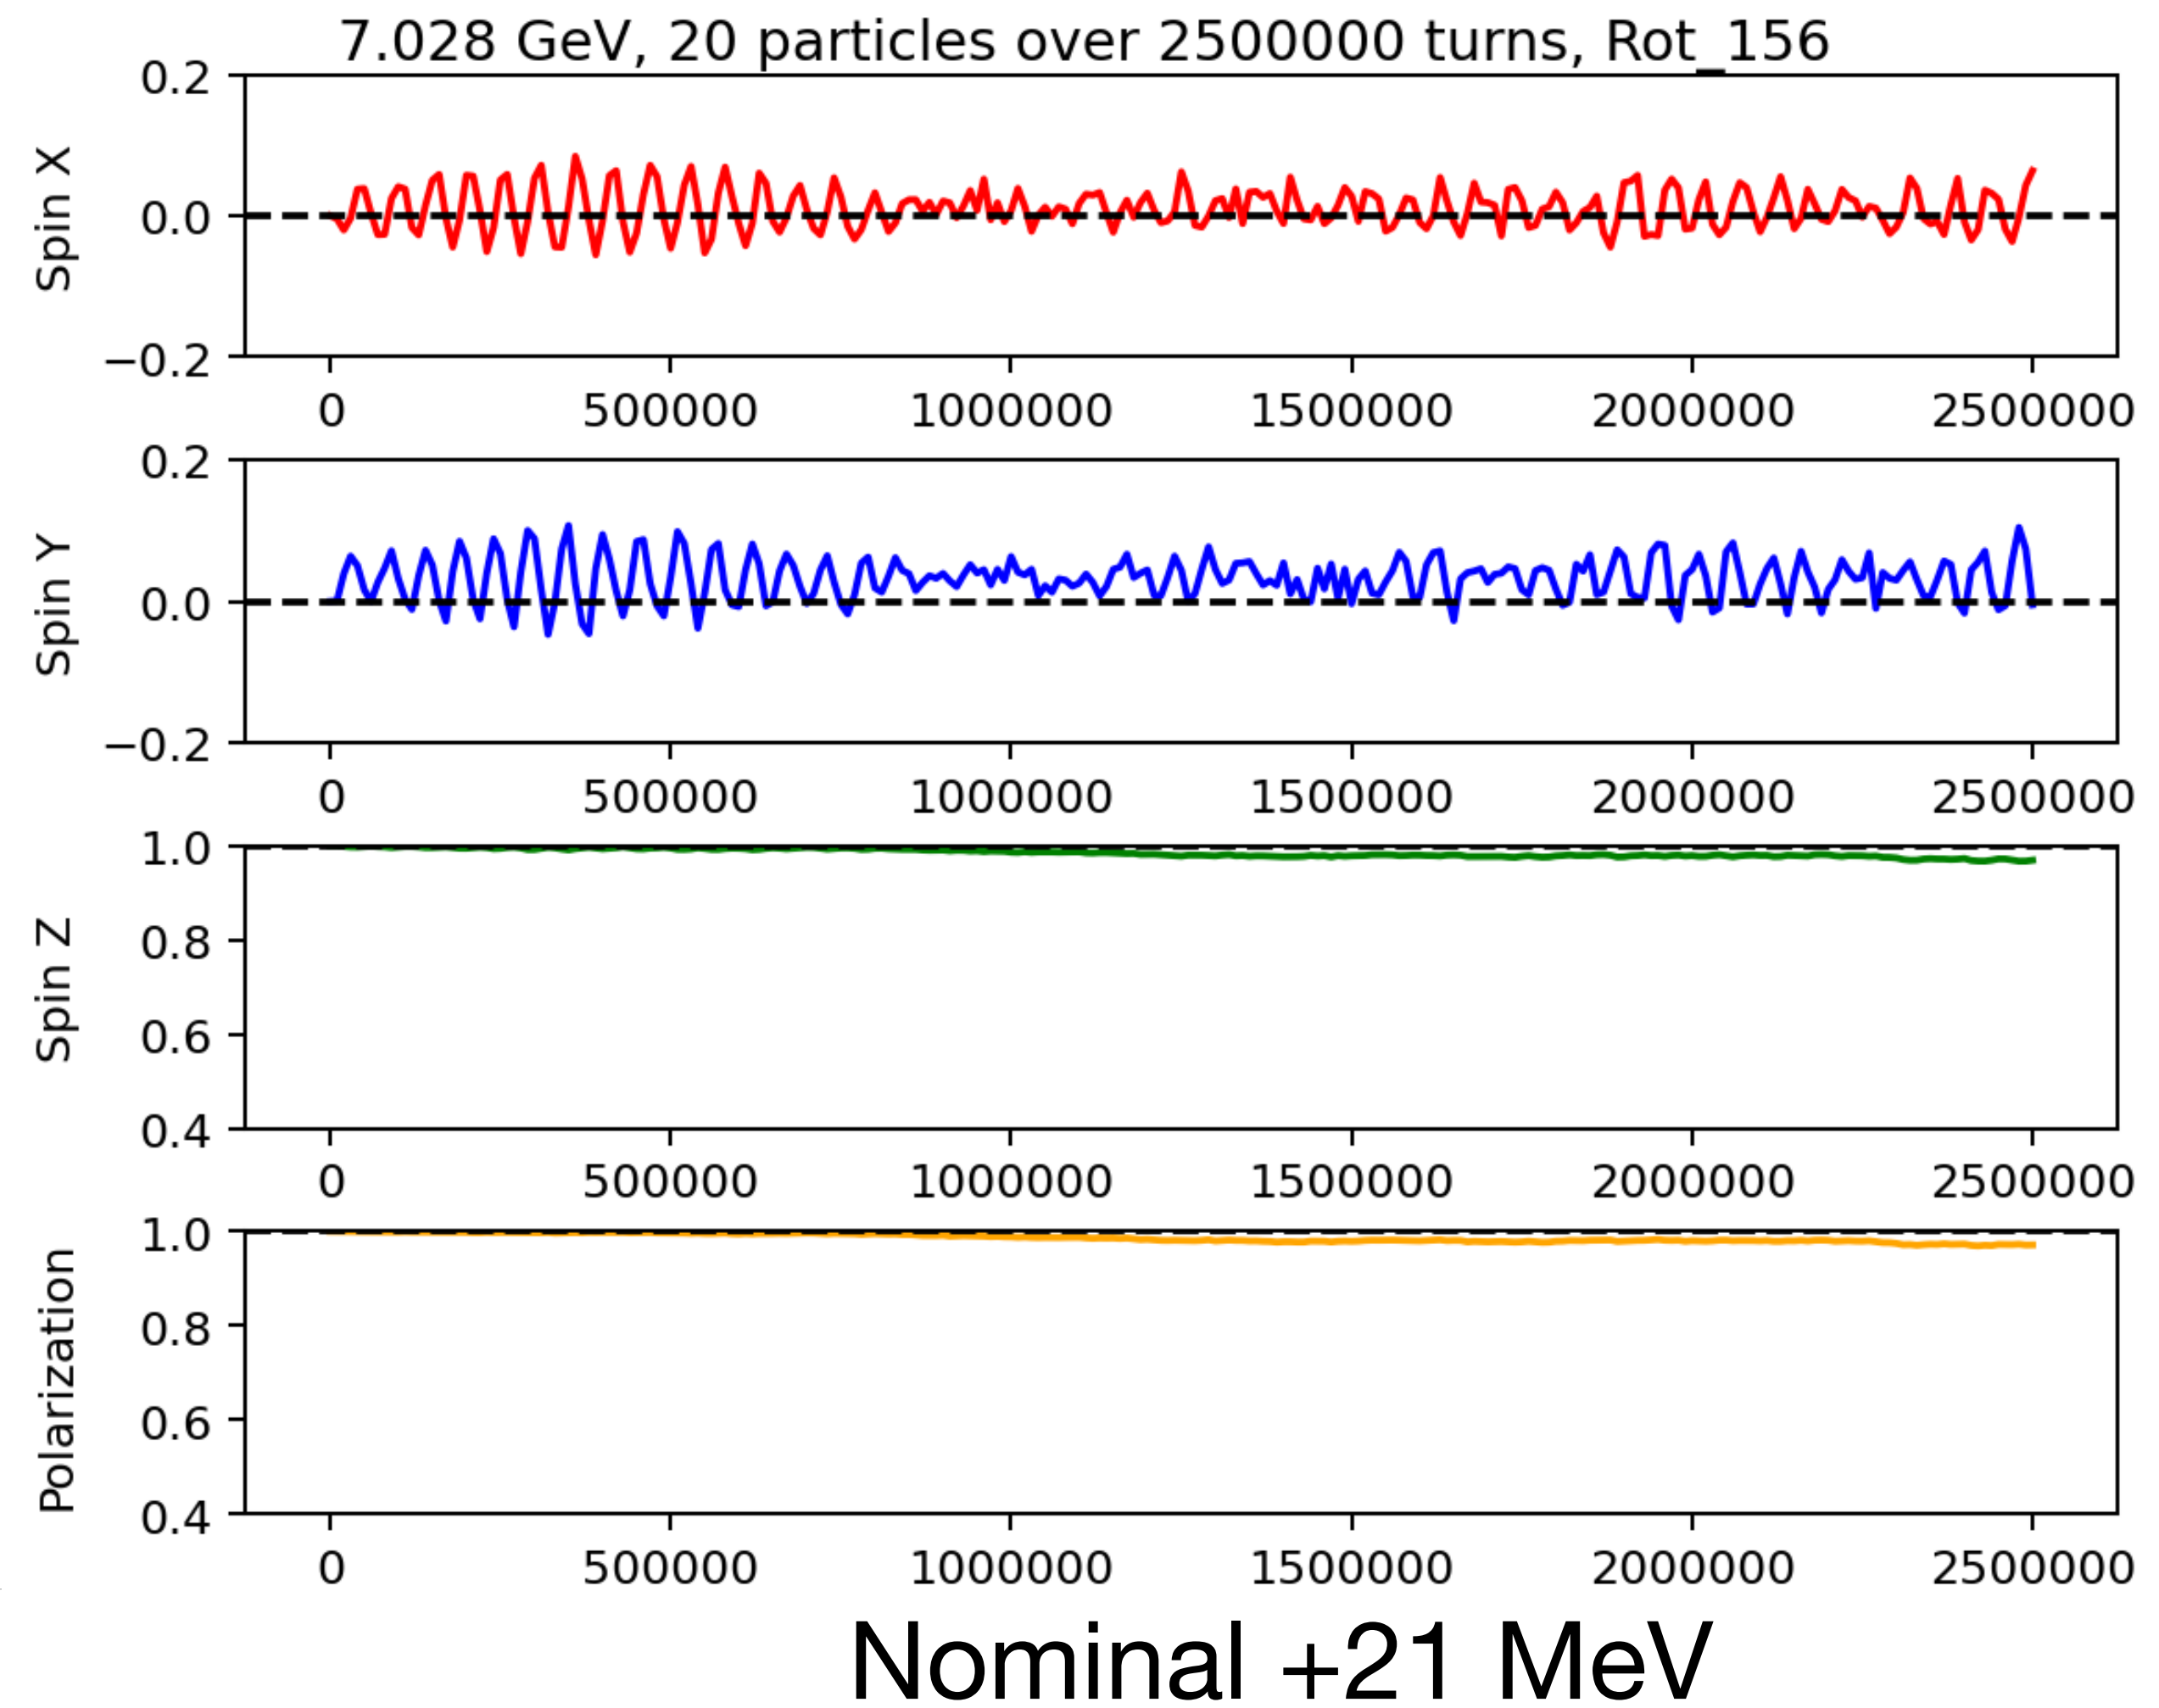 7.028 GeV, 20 particles over 2500000 turns, Rot_156
0.2
0.0
−0.2
Spin X
0 500000 1000000 1500000 2000000 2500000
0.2
0.0
−0.2
Spin Y
0 500000 1000000 1500000 2000000 2500000
1.0
0.8
0.6
0.4
Spin Z
0 500000 1000000 1500000 2000000 2500000
1.0
0.8
0.6
0.4
Polarization
0 500000 1000000 1500000 2000000 2500000
Nominal +21 MeV